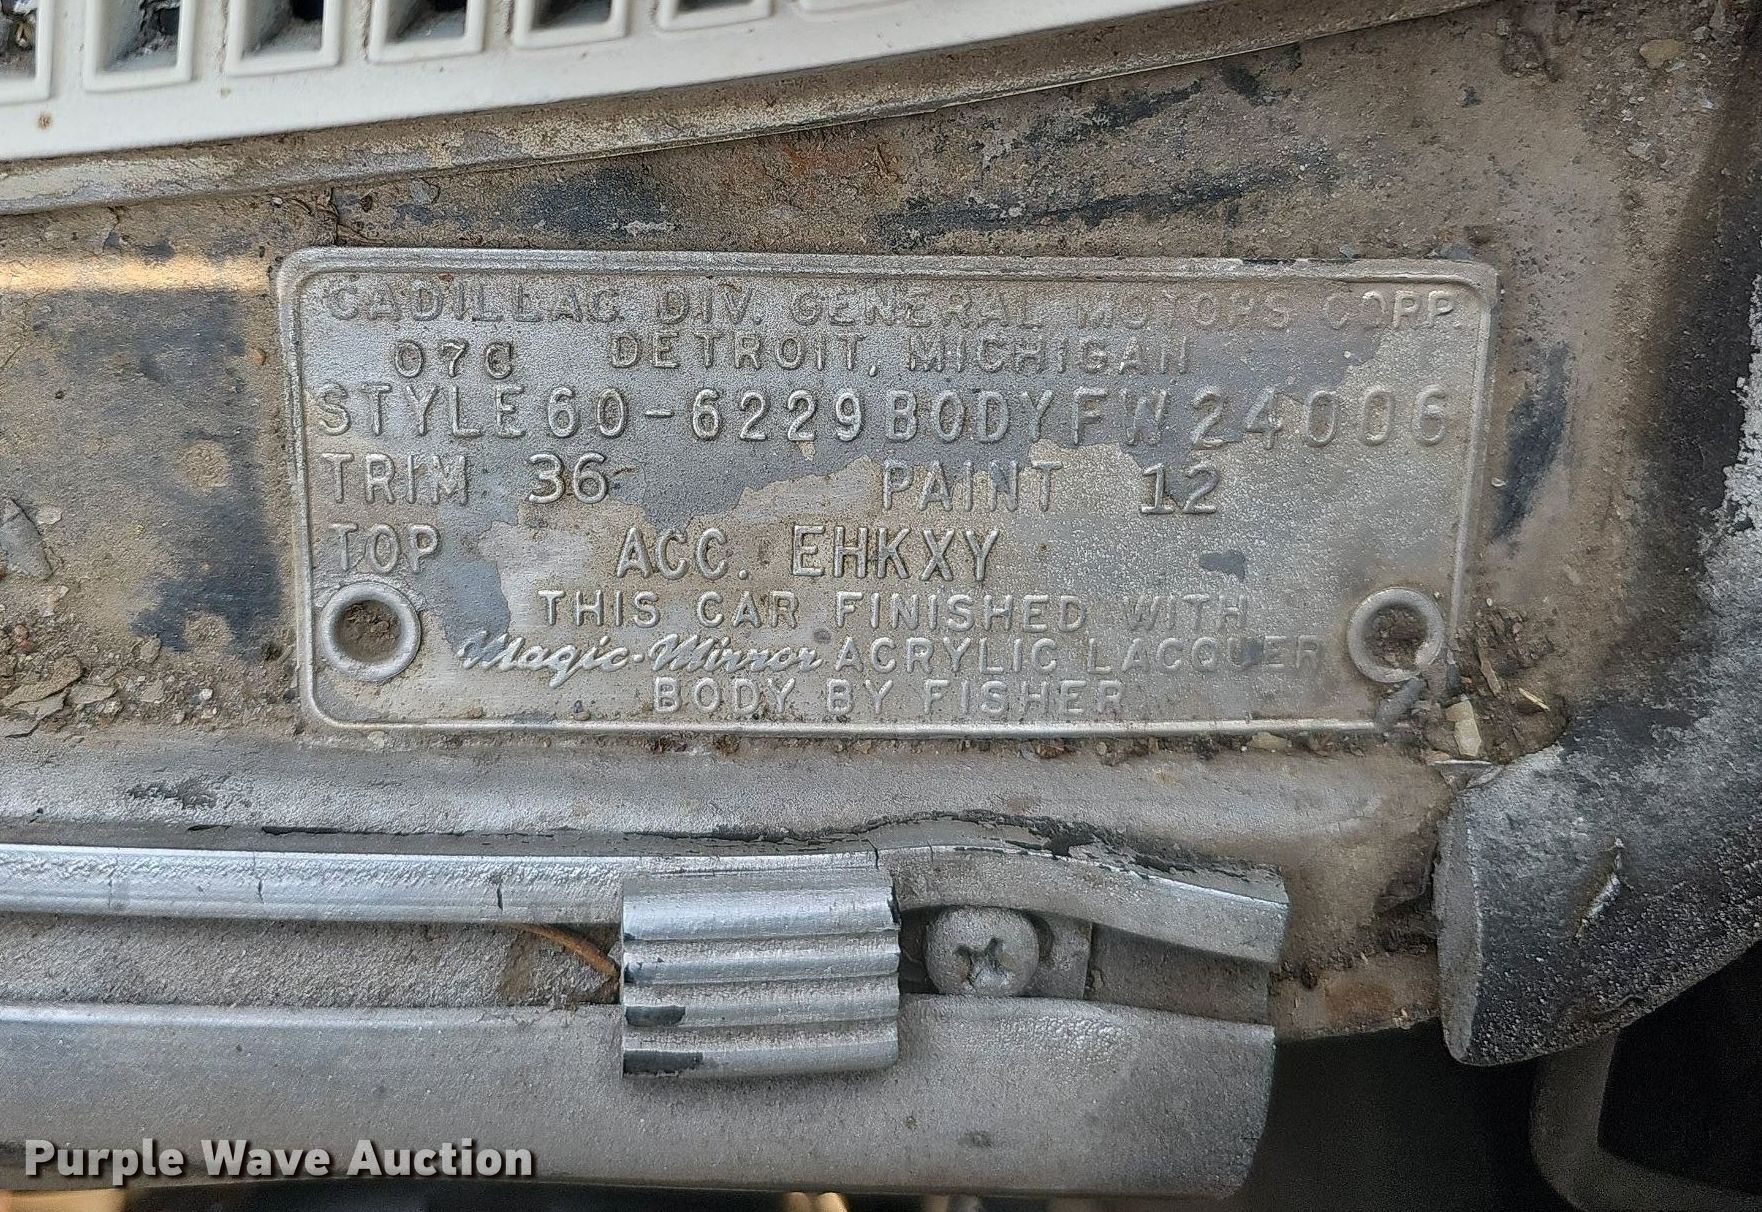 CADILLAC DIV. GENERAL MOTORS CORP.
07C DETROIT, MICHIGAN
STYLE 60-6229 BODY FW 24006
TRIM 36 PAINT 12
TOP ACC. EHKXY
THIS CAR FINISHED WITH
Magic-Mirror ACRYLIC LACQUER
BODY BY FISHER
Purple Wave Auction